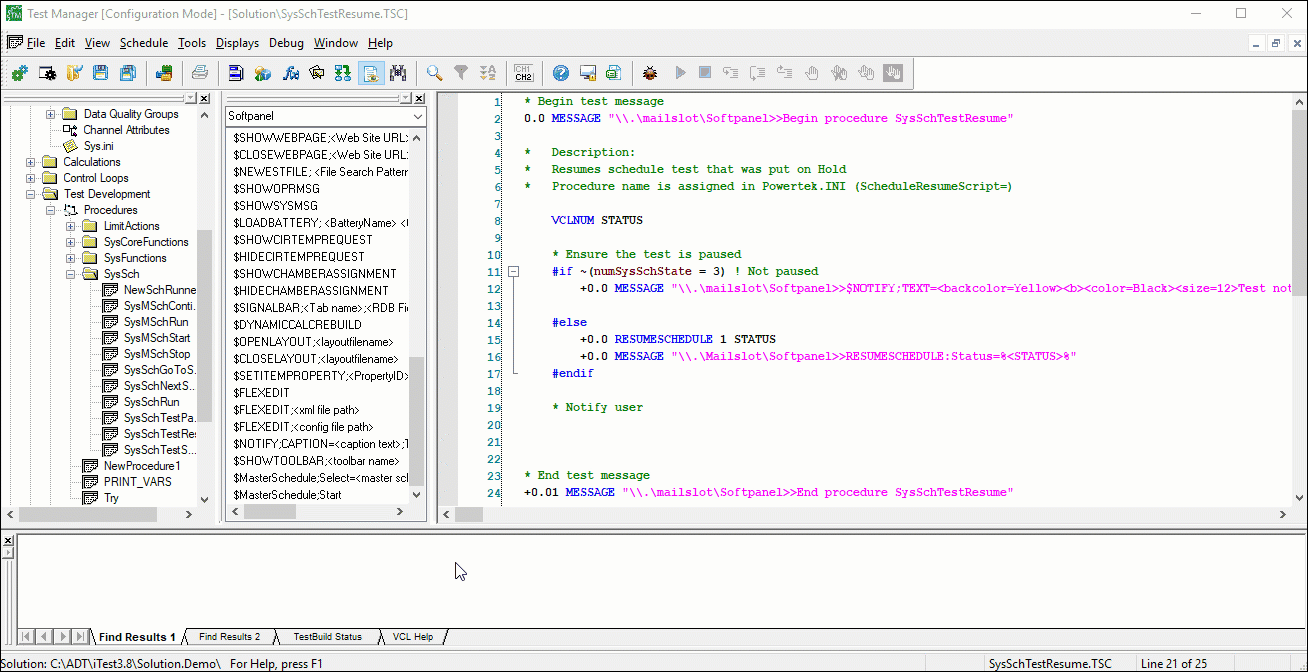 Test Manager [Configuration Mode] - [Solution\SysSchTestResume.TSC]
File Edit View Schedule Tools Displays Debug Window Help
CH1
CH2
Data Quality Groups
Channel Attributes
Sys.ini
Calculations
Control Loops
Test Development
Procedures
LimitActions
SysCoreFunctions
SysFunctions
SysSch
NewSchRunne
SysMSchConti...
SysMSchRun
SysMSchStart
SysMSchStop
SysSchGoToS...
SysSchNextS...
SysSchRun
SysSchTestPa...
SysSchTestRes
SysSchTestS...
NewProcedure1
PRINT_VARS
Try
Softpanel
$SHOWWEBPAGE;<Web Site URL>
$CLOSEWEBPAGE;<Web Site URL>
$NEWESTFILE; <File Search Pattern
$SHOWOPRMSG
$SHOWSYSMSG
$LOADBATTERY; <BatteryName> <
$SHOWCIRTEMPREQUEST
$HIDECIRTEMPREQUEST
$SHOWCHAMBERASSIGNMENT
$HIDECHAMBERASSIGNMENT
$SIGNALBAR;<Tab name>;<RDB Fi
$DYNAMICCALCREBUILD
$OPENLAYOUT;<layoutfilename>
$CLOSELAYOUT;<layoutfilename>
$SETITEMPROPERTY;<PropertyID>
$FLEXEDIT
$FLEXEDIT;<xml file path>
$FLEXEDIT;<config file path>
$NOTIFY;CAPTION=<caption text>;T
$SHOWTOOLBAR;<toolbar name>
$MasterSchedule;Select=<master scl
$MasterSchedule;Start
1 * Begin test message
2 0.0 MESSAGE "\\.\mailslot\Softpanel>>Begin procedure SysSchTestResume"
3
4 * Description:
5 * Resumes schedule test that was put on Hold
6 * Procedure name is assigned in Powertek.INI (ScheduleResumeScript=)
7
8 VCLNUM STATUS
9
10 * Ensure the test is paused
11 #if ~(numSysSchState = 3) ! Not paused
12 +0.0 MESSAGE "\\.\mailslot\Softpanel>>$NOTIFY;TEXT=<backcolor=Yellow><b><color=Black><size=12>Test not
13
14 #else
15 +0.0 RESUMESCHEDULE 1 STATUS
16 +0.0 MESSAGE "\\.\Mailslot\Softpanel>>RESUMESCHEDULE:Status=%<STATUS>%"
17 #endif
18
19 * Notify user
20
21
22
23 * End test message
24 +0.01 MESSAGE "\\.\mailslot\Softpanel>>End procedure SysSchTestResume"
Find Results 1 Find Results 2 TestBuild Status VCL Help
Solution: C:\ADT\iTest3.8\Solution.Demo\ For Help, press F1 SysSchTestResume.TSC Line 21 of 25